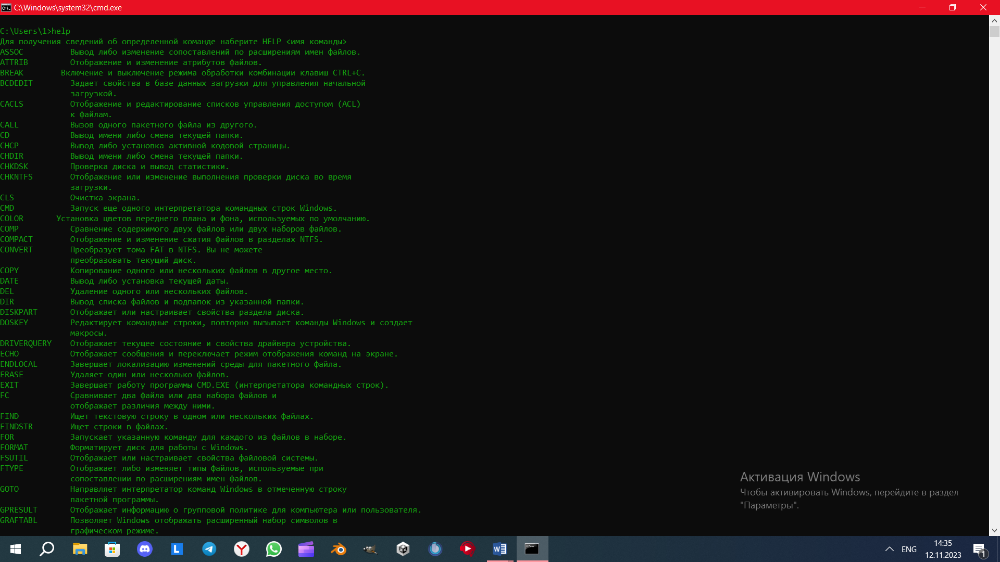 C:\Windows\system32\cmd.exe
C:\Users\1>help
Для получения сведений об определенной команде наберите HELP <имя команды>
ASSOC          Вывод либо изменение сопоставлений по расширениям имен файлов.
ATTRIB         Отображение и изменение атрибутов файлов.
BREAK        Включение и выключение режима обработки комбинации клавиш CTRL+C.
BCDEDIT        Задает свойства в базе данных загрузки для управления начальной
               загрузкой.
CACLS          Отображение и редактирование списков управления доступом (ACL)
               к файлам.
CALL           Вызов одного пакетного файла из другого.
CD             Вывод имени либо смена текущей папки.
CHCP           Вывод либо установка активной кодовой страницы.
CHDIR          Вывод имени либо смена текущей папки.
CHKDSK         Проверка диска и вывод статистики.
CHKNTFS        Отображение или изменение выполнения проверки диска во время
               загрузки.
CLS            Очистка экрана.
CMD            Запуск еще одного интерпретатора командных строк Windows.
COLOR       Установка цветов переднего плана и фона, используемых по умолчанию.
COMP           Сравнение содержимого двух файлов или двух наборов файлов.
COMPACT        Отображение и изменение сжатия файлов в разделах NTFS.
CONVERT        Преобразует тома FAT в NTFS. Вы не можете
               преобразовать текущий диск.
COPY           Копирование одного или нескольких файлов в другое место.
DATE           Вывод либо установка текущей даты.
DEL            Удаление одного или нескольких файлов.
DIR            Вывод списка файлов и подпапок из указанной папки.
DISKPART       Отображает или настраивает свойства раздела диска.
DOSKEY         Редактирует командные строки, повторно вызывает команды Windows и создает
               макросы.
DRIVERQUERY    Отображает текущее состояние и свойства драйвера устройства.
ECHO           Отображает сообщения и переключает режим отображения команд на экране.
ENDLOCAL       Завершает локализацию изменений среды для пакетного файла.
ERASE          Удаляет один или несколько файлов.
EXIT           Завершает работу программы CMD.EXE (интерпретатора командных строк).
FC             Сравнивает два файла или два набора файлов и
               отображает различия между ними.
FIND           Ищет текстовую строку в одном или нескольких файлах.
FINDSTR        Ищет строки в файлах.
FOR            Запускает указанную команду для каждого из файлов в наборе.
FORMAT         Форматирует диск для работы с Windows.
FSUTIL         Отображает или настраивает свойства файловой системы.
FTYPE          Отображает либо изменяет типы файлов, используемые при
               сопоставлении по расширениям имен файлов.
GOTO           Направляет интерпретатор команд Windows в отмеченную строку
               пакетной программы.
GPRESULT       Отображает информацию о групповой политике для компьютера или пользователя.
GRAFTABL       Позволяет Windows отображать расширенный набор символов в
               графическом режиме.
Активация Windows
Чтобы активировать Windows, перейдите в раздел
"Параметры".
ENG
14:35
12.11.2023
1